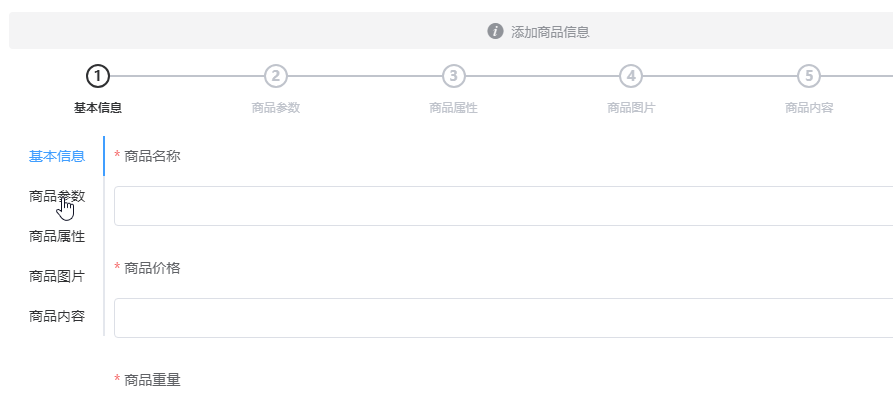 添加商品信息
1 2 3 4 5
基本信息 商品参数 商品属性 商品图片 商品内容
基本信息
* 商品名称
商品参数
商品属性
* 商品价格
商品图片
商品内容
* 商品重量